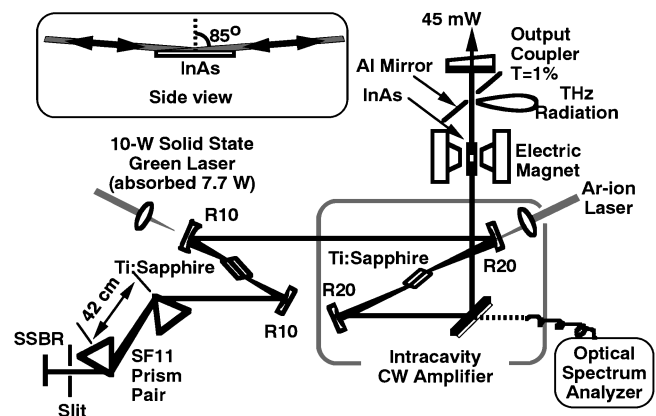 85°
InAs
Side view
45 mW
Output
Coupler
T=1%
Al Mirror
InAs
THz
Radiation
10-W Solid State
Green Laser
(absorbed 7.7 W)
Electric
Magnet
Ar-ion
Laser
R10
Ti:Sapphire
R10
Ti:Sapphire
R20
R20
42 cm
SSBR
SF11
Prism
Pair
Slit
Intracavity
CW Amplifier
Optical
Spectrum
Analyzer